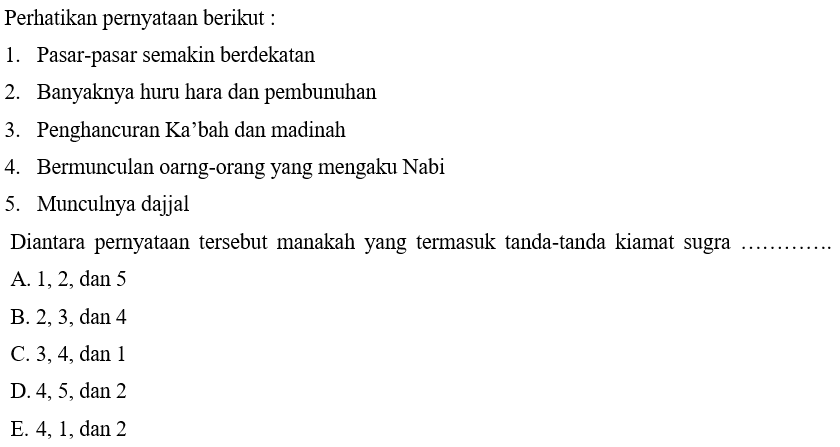 Perhatikan pernyataan berikut :
1. Pasar-pasar semakin berdekatan
2. Banyaknya huru hara dan pembunuhan
3. Penghancuran Ka’bah dan madinah
4. Bermunculan oarng-orang yang mengaku Nabi
5. Munculnya dajjal
Diantara pernyataan tersebut manakah yang termasuk tanda-tanda kiamat sugra ………….
A. 1, 2, dan 5
B. 2, 3, dan 4
C. 3, 4, dan 1
D. 4, 5, dan 2
E. 4, 1, dan 2